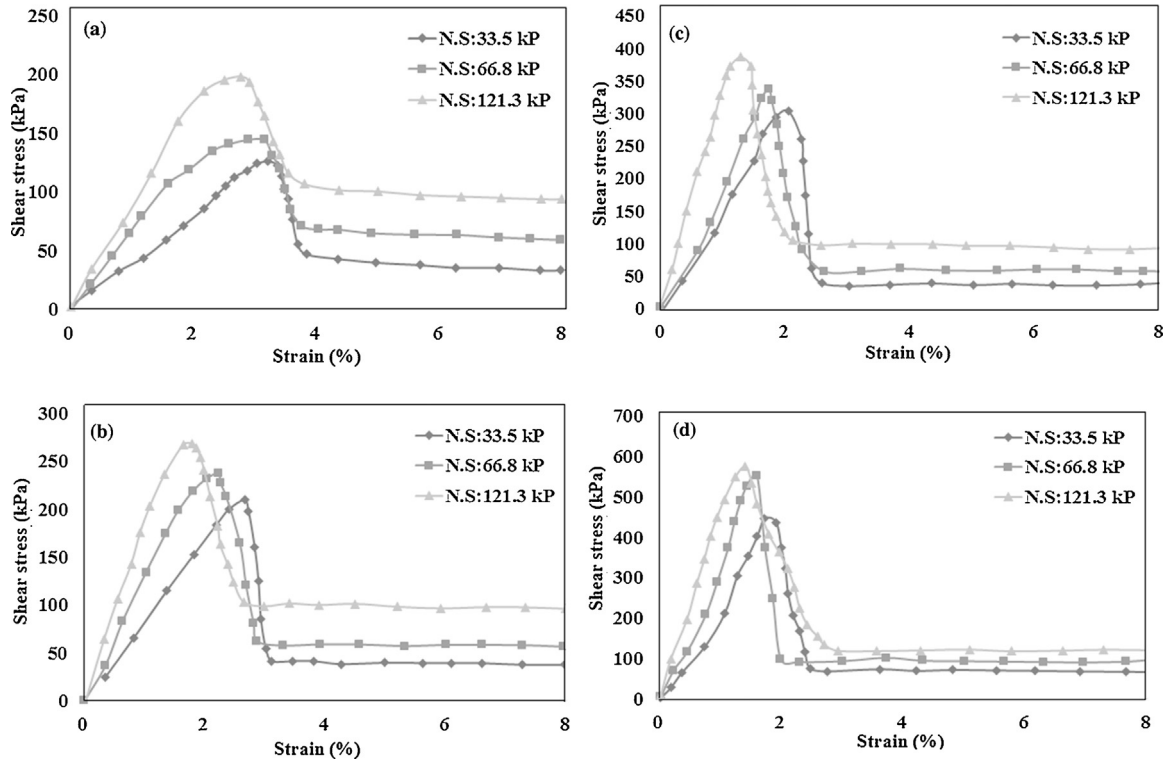 (a)
250
200
150
100
50
0
Shear stress (kPa)
N.S:33.5 kP
N.S:66.8 kP
N.S:121.3 kP
0 2 4 6 8
Strain (%)
(c)
450
400
350
300
250
200
150
100
50
0
Shear stress (kPa)
N.S:33.5 kP
N.S:66.8 kP
N.S:121.3 kP
0 2 4 6 8
Strain (%)
(b)
300
250
200
150
100
50
0
Shear stress (kPa)
N.S:33.5 kP
N.S:66.8 kP
N.S:121.3 kP
0 2 4 6 8
Strain (%)
(d)
700
600
500
400
300
200
100
0
Shear stress (kPa)
N.S:33.5 kP
N.S:66.8 kP
N.S:121.3 kP
0 2 4 6 8
Strain (%)